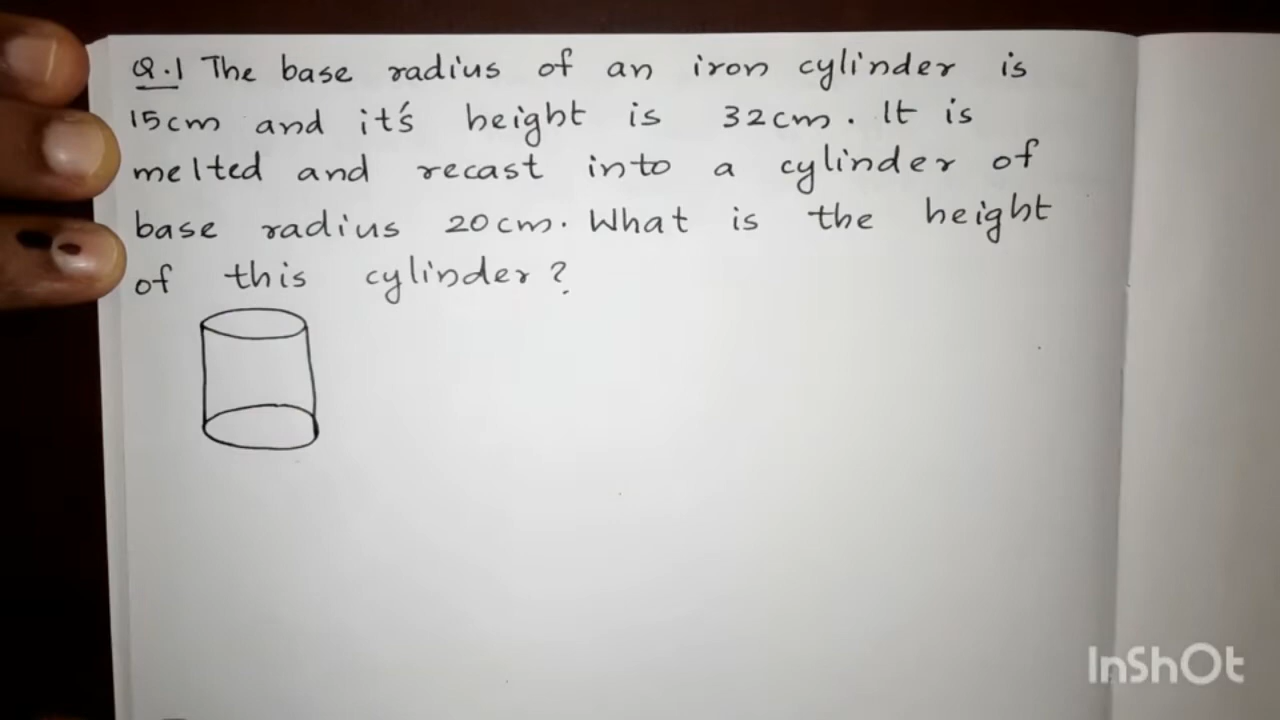 Q.1 The base radius of an iron cylinder is
15cm and it's height is 32cm. It is
melted and recast into a cylinder of
base radius 20cm. What is the height
of this cylinder?
InShOt